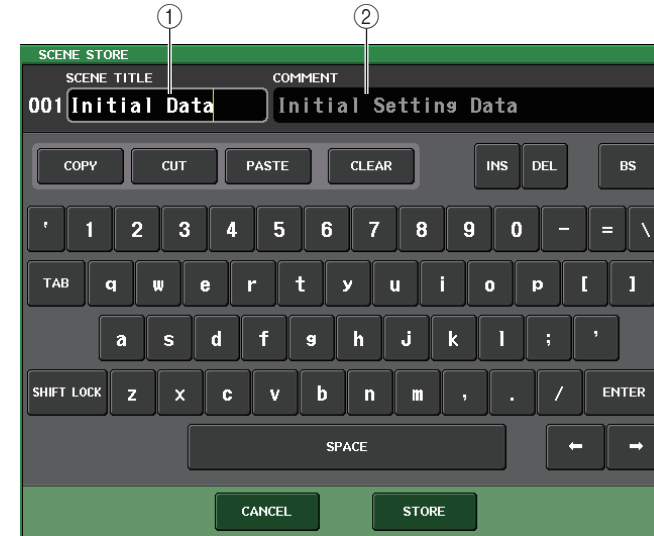 ① ②
SCENE STORE
SCENE TITLE COMMENT
001 Initial Data Initial Setting Data
COPY CUT PASTE CLEAR INS DEL BS
' 1 2 3 4 5 6 7 8 9 0 - = \
TAB q w e r t y u i o p [ ]
a s d f g h j k l ; '
SHIFT LOCK z x c v b n m , . / ENTER
SPACE ← →
CANCEL STORE